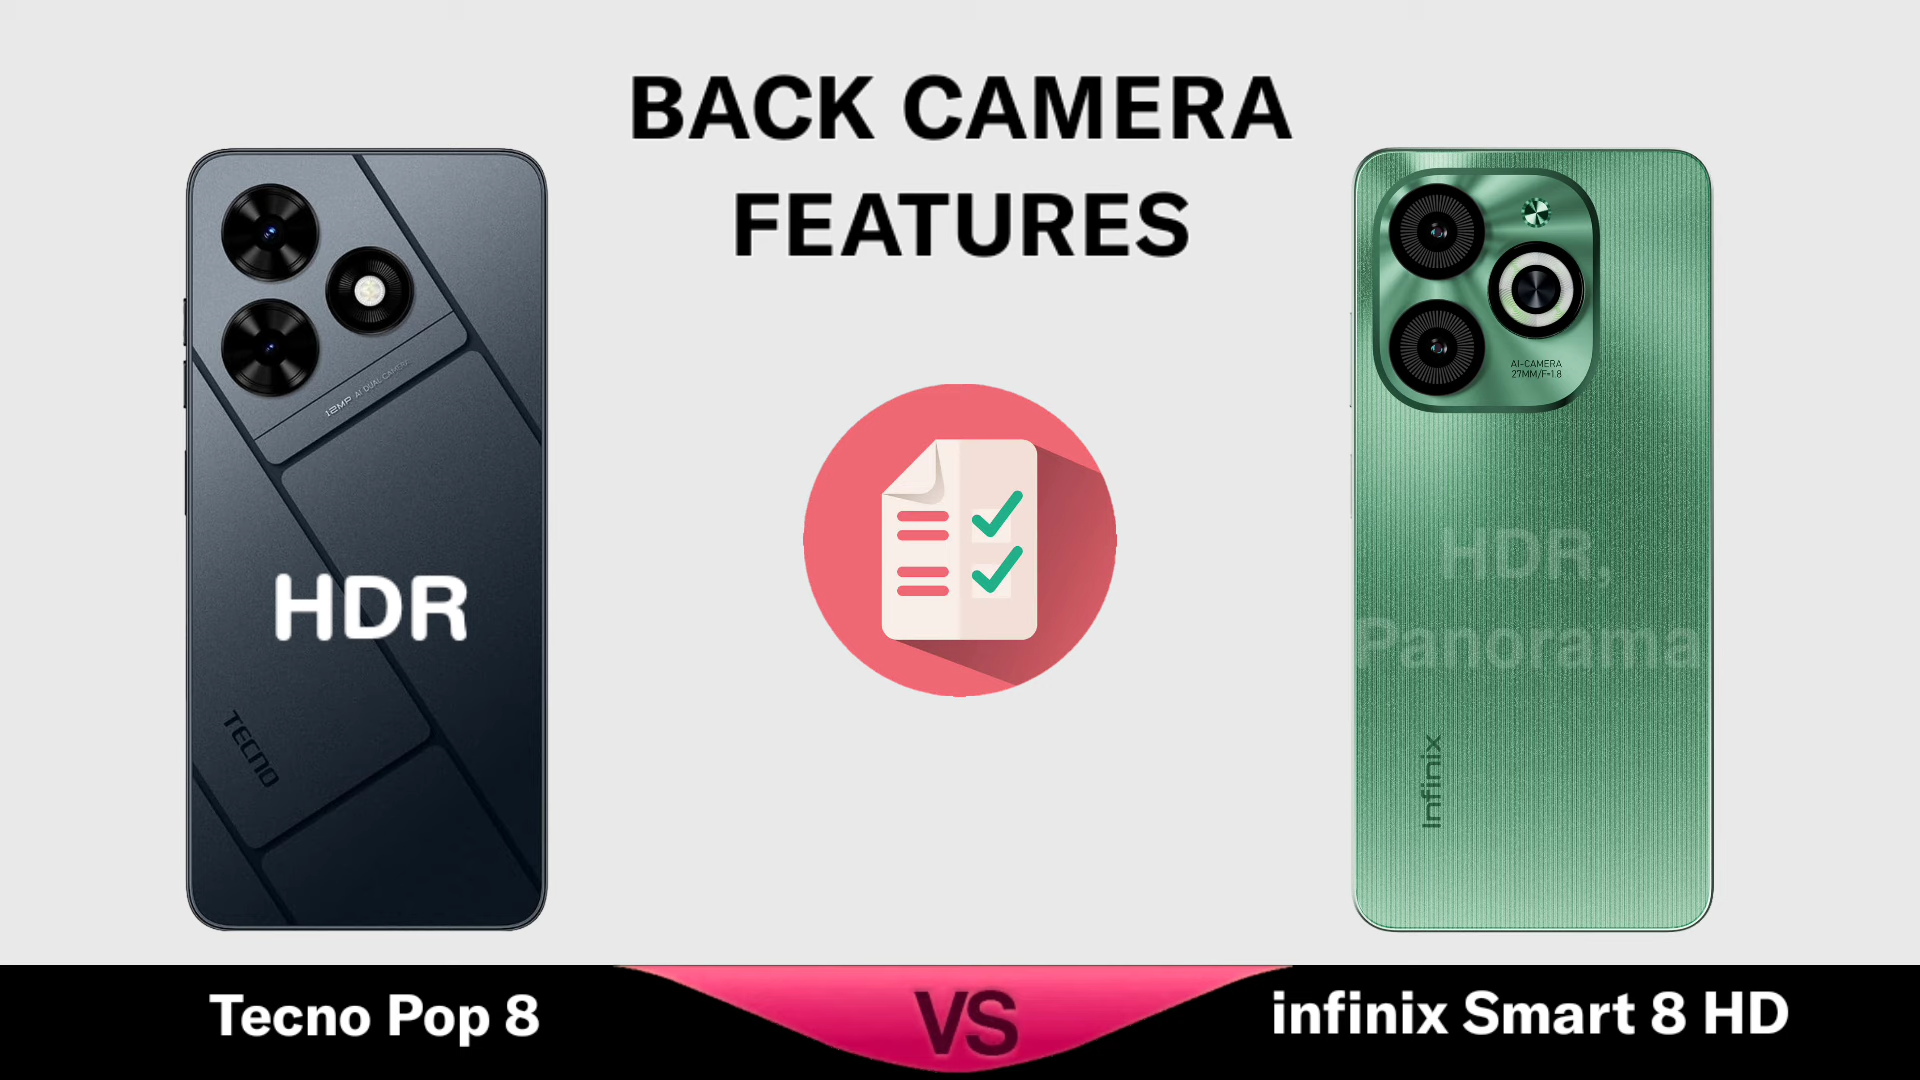 BACK CAMERA
FEATURES
12MP AI DUAL CAMERA
HDR
TECNO
AI-CAMERA
27MM/F=1.8
HDR,
Panorama
Infinix
Tecno Pop 8
VS
infinix Smart 8 HD